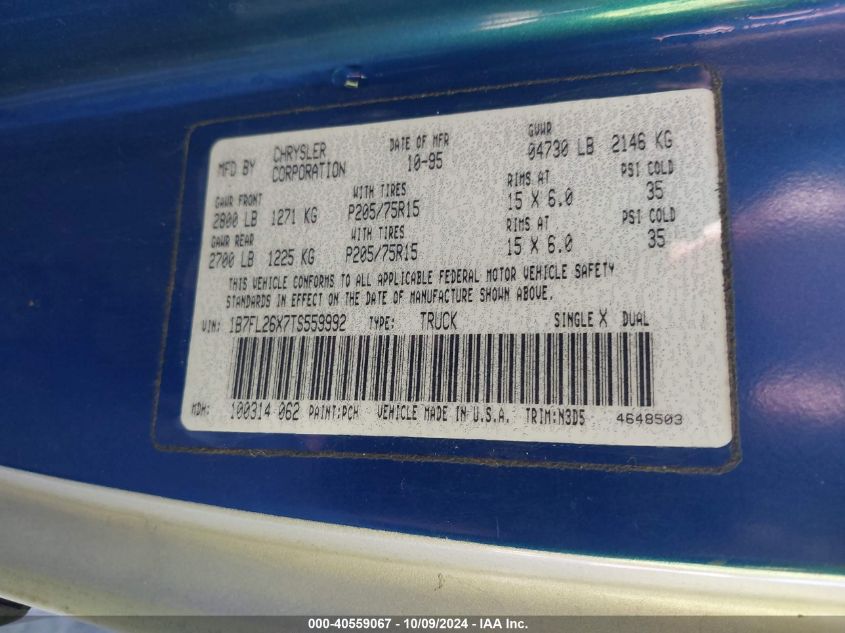 MFD BY CHRYSLER CORPORATION DATE OF MFR 10-95 GVWR 04730 LB 2146 KG
GAWR FRONT WITH TIRES RIMS AT PSI COLD
2800 LB 1271 KG P205/75R15 15 X 6.0 35
GAWR REAR WITH TIRES RIMS AT PSI COLD
2700 LB 1225 KG P205/75R15 15 X 6.0 35
THIS VEHICLE CONFORMS TO ALL APPLICABLE FEDERAL MOTOR VEHICLE SAFETY
STANDARDS IN EFFECT ON THE DATE OF MANUFACTURE SHOWN ABOVE.
VIN: 1B7FL26X7TS559992 TYPE: TRUCK SINGLE X DUAL
MDH: 100314 062 PAINT:PCH VEHICLE MADE IN U.S.A. TRIM:N3D5 4648503
000-40559067 - 10/09/2024 - IAA Inc.